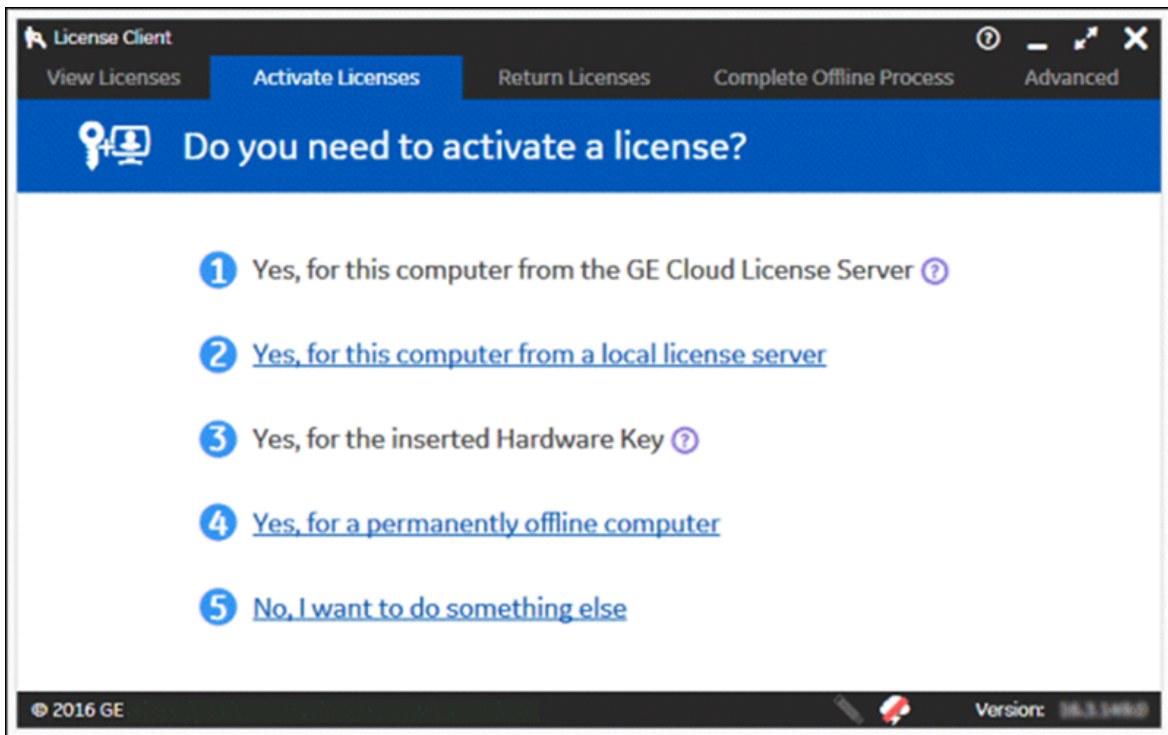 License Client
View Licenses Activate Licenses Return Licenses Complete Offline Process Advanced
Do you need to activate a license?
1 Yes, for this computer from the GE Cloud License Server ?
2 Yes, for this computer from a local license server
3 Yes, for the inserted Hardware Key ?
4 Yes, for a permanently offline computer
5 No, I want to do something else
© 2016 GE Version: